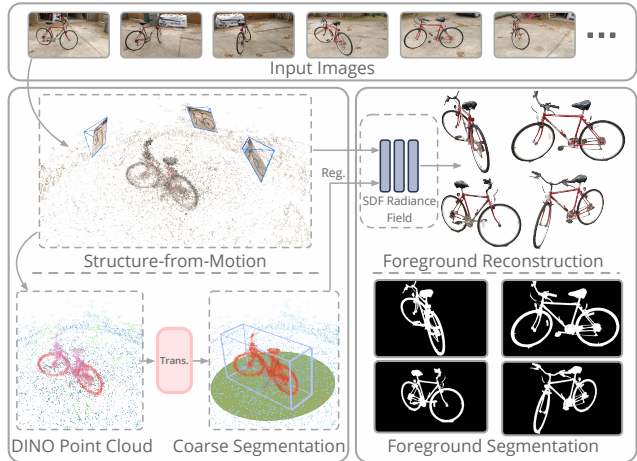 Input Images
Structure-from-Motion
Reg.
SDF Radiance
Field
Foreground Reconstruction
Trans.
DINO Point Cloud
Coarse Segmentation
Foreground Segmentation